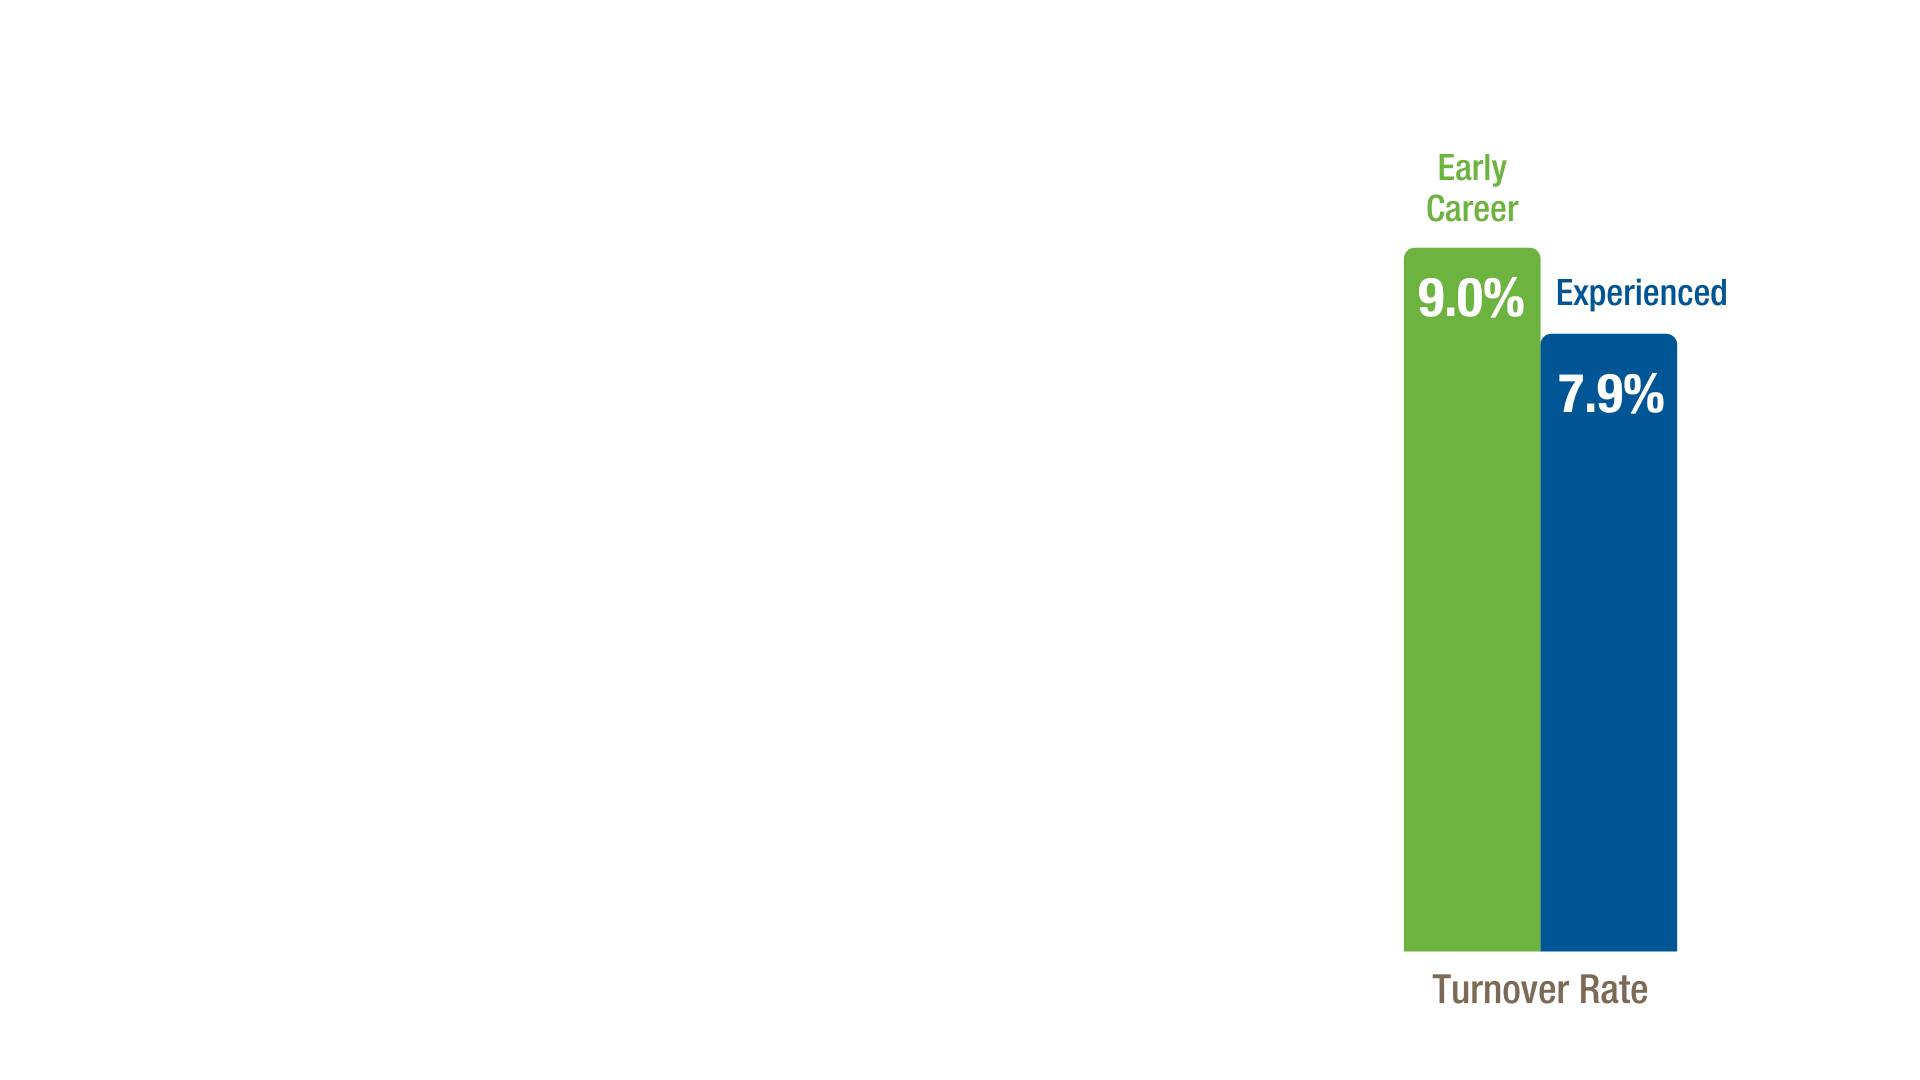 Early
Career
9.0%
Experienced
7.9%
Turnover Rate